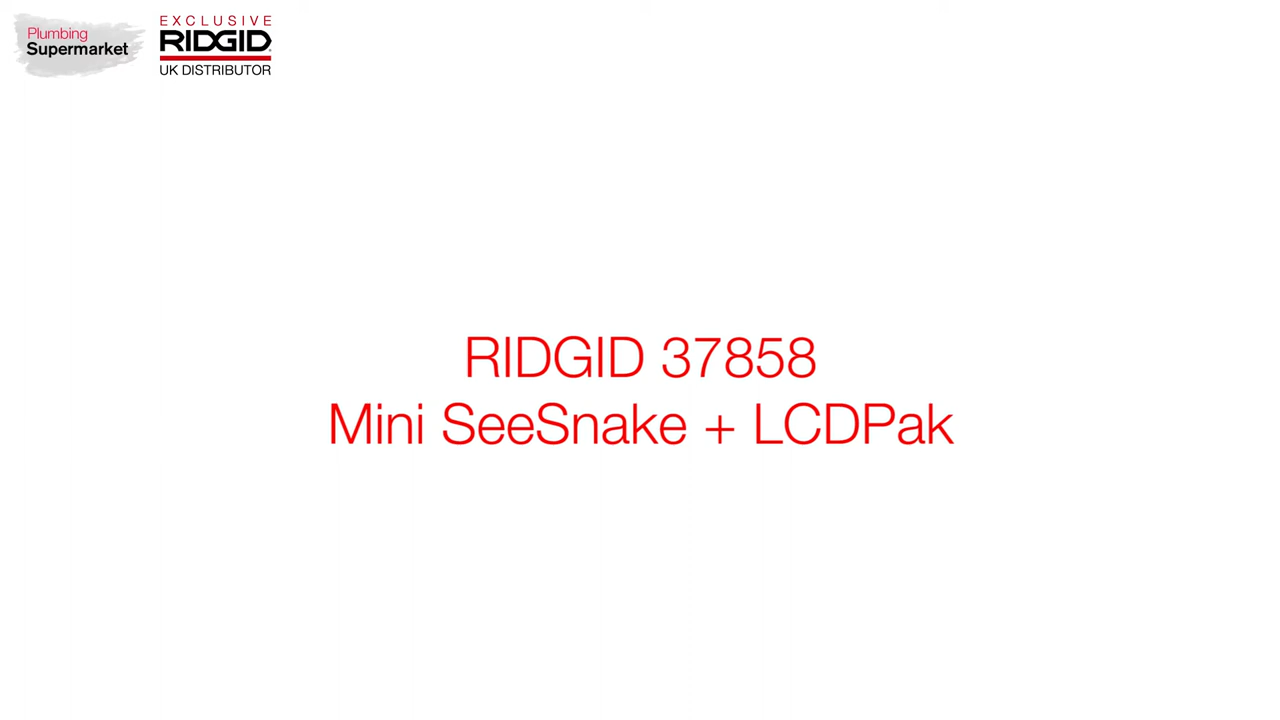 Plumbing
Supermarket
EXCLUSIVE
RIDGID
UK DISTRIBUTOR
RIDGID 37858
Mini SeeSnake + LCDPak